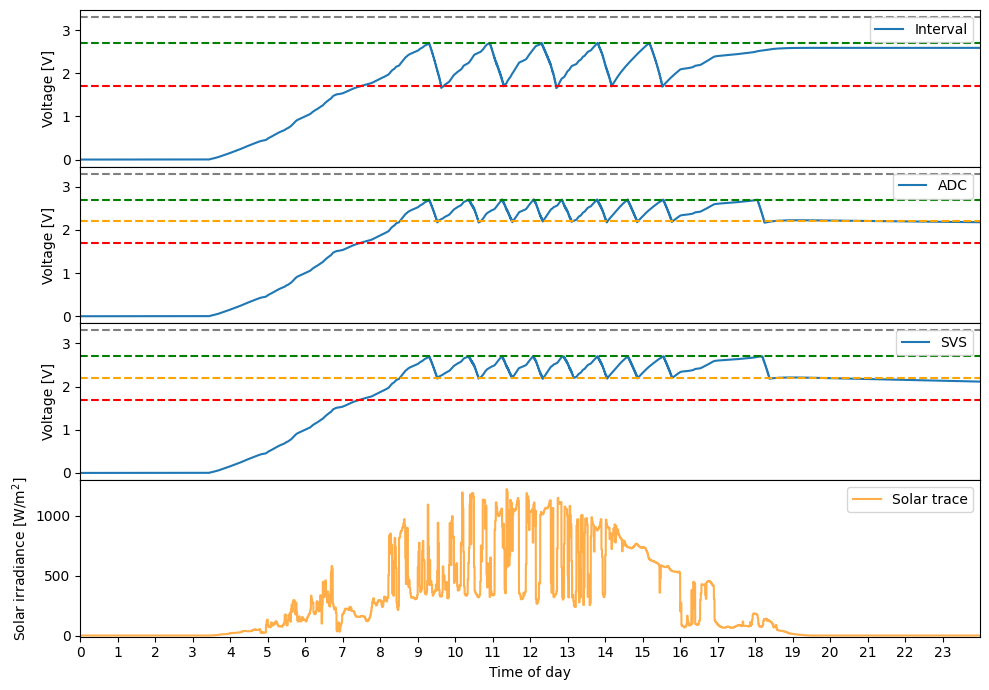 Voltage [V]
3
2
1
0
Interval
Voltage [V]
3
2
1
0
ADC
Voltage [V]
3
2
1
0
SVS
Solar irradiance [W/m²]
1000
500
0
Solar trace
0 1 2 3 4 5 6 7 8 9 10 11 12 13 14 15 16 17 18 19 20 21 22 23
Time of day